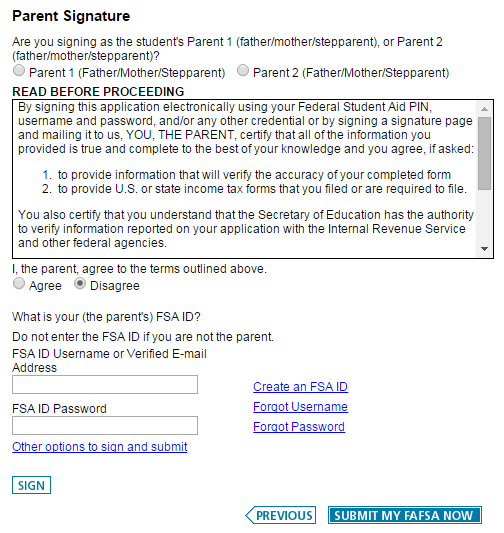 Parent Signature
Are you signing as the student's Parent 1 (father/mother/stepparent), or Parent 2
(father/mother/stepparent)?
Parent 1 (Father/Mother/Stepparent) Parent 2 (Father/Mother/Stepparent)
READ BEFORE PROCEEDING
By signing this application electronically using your Federal Student Aid PIN,
username and password, and/or any other credential or by signing a signature page
and mailing it to us, YOU, THE PARENT, certify that all of the information you
provided is true and complete to the best of your knowledge and you agree, if asked:
1. to provide information that will verify the accuracy of your completed form
2. to provide U.S. or state income tax forms that you filed or are required to file.
You also certify that you understand that the Secretary of Education has the authority
to verify information reported on your application with the Internal Revenue Service
and other federal agencies.
I, the parent, agree to the terms outlined above.
Agree Disagree
What is your (the parent's) FSA ID?
Do not enter the FSA ID if you are not the parent.
FSA ID Username or Verified E-mail
Address
Create an FSA ID
FSA ID Password
Forgot Username
Forgot Password
Other options to sign and submit
SIGN
PREVIOUS SUBMIT MY FAFSA NOW